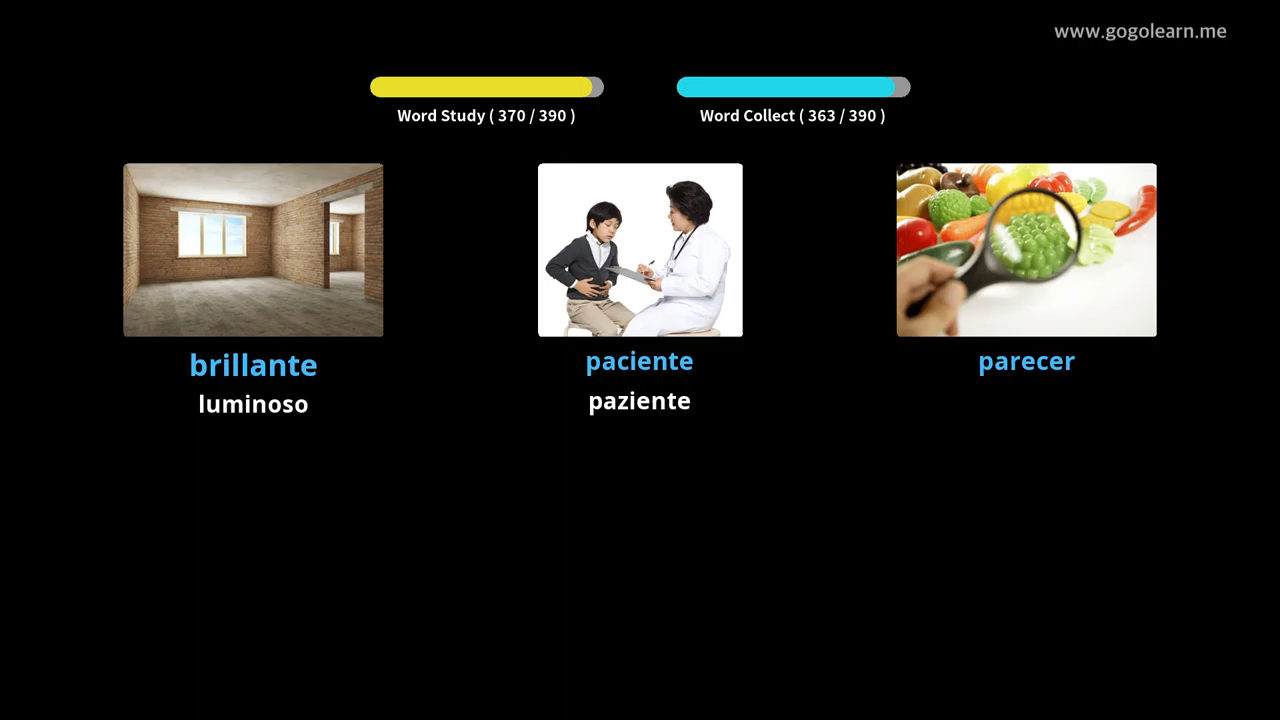 www.gogolearn.me
Word Study ( 370 / 390 )
Word Collect ( 363 / 390 )
brillante
luminoso
paciente
paziente
parecer